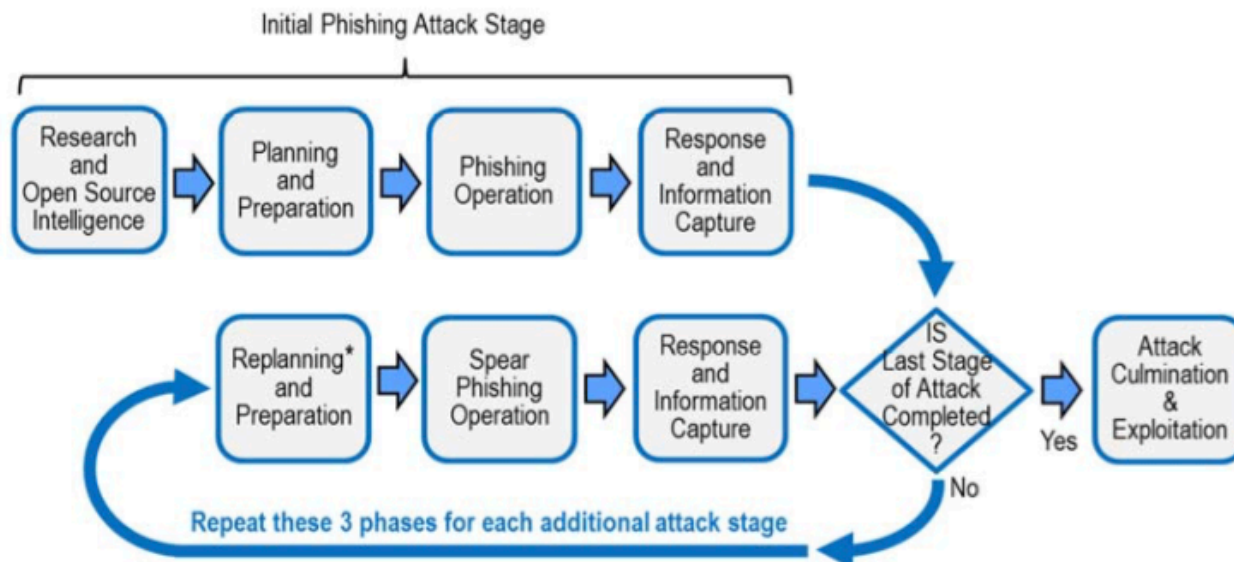 Initial Phishing Attack Stage
Research
and
Open Source
Intelligence
Planning
and
Preparation
Phishing
Operation
Response
and
Information
Capture
Replanning*
and
Preparation
Spear
Phishing
Operation
Response
and
Information
Capture
IS
Last Stage
of Attack
Completed
?
Yes
No
Attack
Culmination
&
Exploitation
Repeat these 3 phases for each additional attack stage